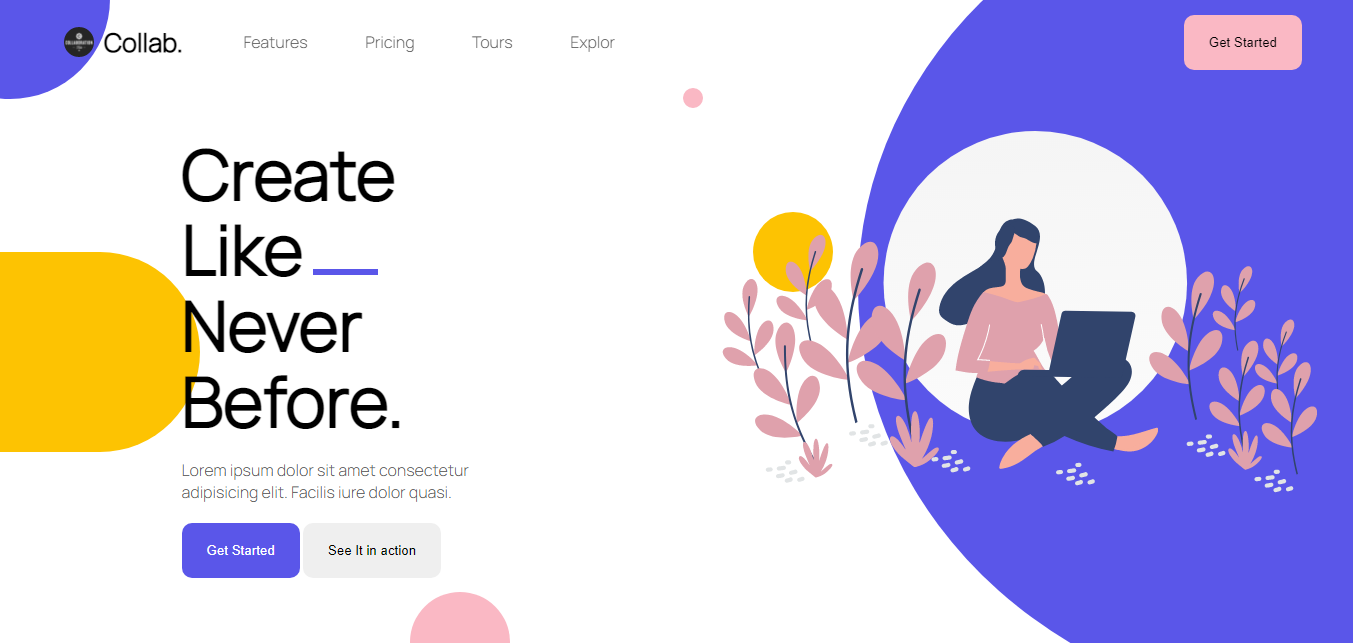 Collab.
Features
Pricing
Tours
Explor
Get Started
Create
Like
Never
Before.
Lorem ipsum dolor sit amet consectetur
adipisicing elit. Facilis iure dolor quasi.
Get Started
See It in action